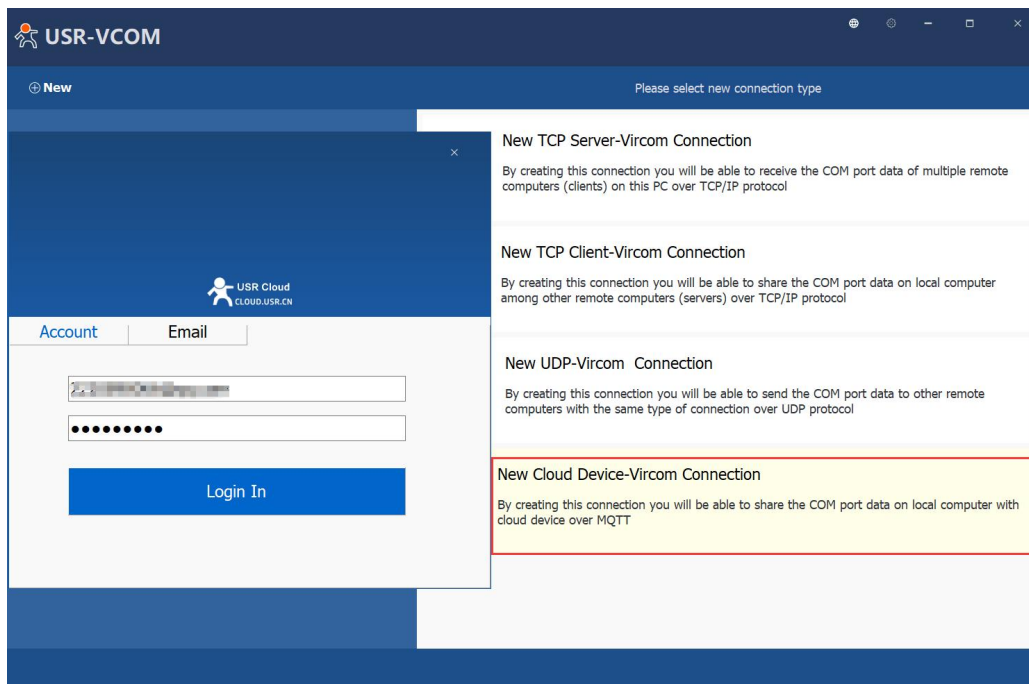 USR-VCOM
New
Please select new connection type
New TCP Server-Vircom Connection
By creating this connection you will be able to receive the COM port data of multiple remote
computers (clients) on this PC over TCP/IP protocol
New TCP Client-Vircom Connection
By creating this connection you will be able to share the COM port data on local computer
among other remote computers (servers) over TCP/IP protocol
New UDP-Vircom Connection
By creating this connection you will be able to send the COM port data to other remote
computers with the same type of connection over UDP protocol
New Cloud Device-Vircom Connection
By creating this connection you will be able to share the COM port data on local computer with
cloud device over MQTT
USR Cloud
CLOUD.USR.CN
Account
Email
Login In